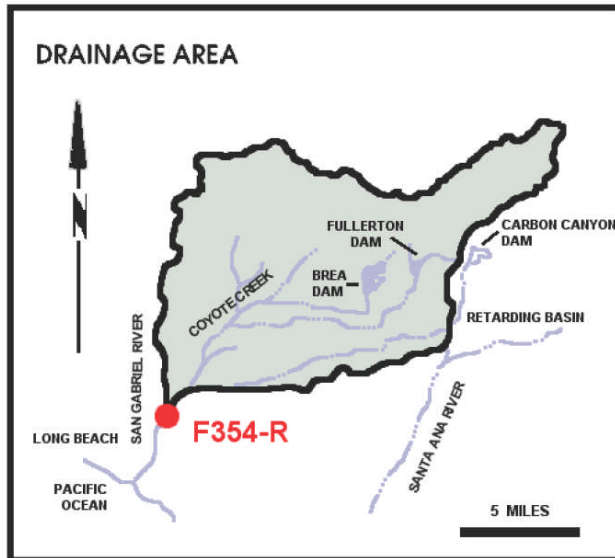 DRAINAGE AREA
N
FULLERTON
DAM
CARBON CANYON
DAM
BREA
DAM
COYOTE CREEK
RETARDING BASIN
SAN GABRIEL RIVER
F354-R
LONG BEACH
SANTA ANA RIVER
PACIFIC
OCEAN
5 MILES